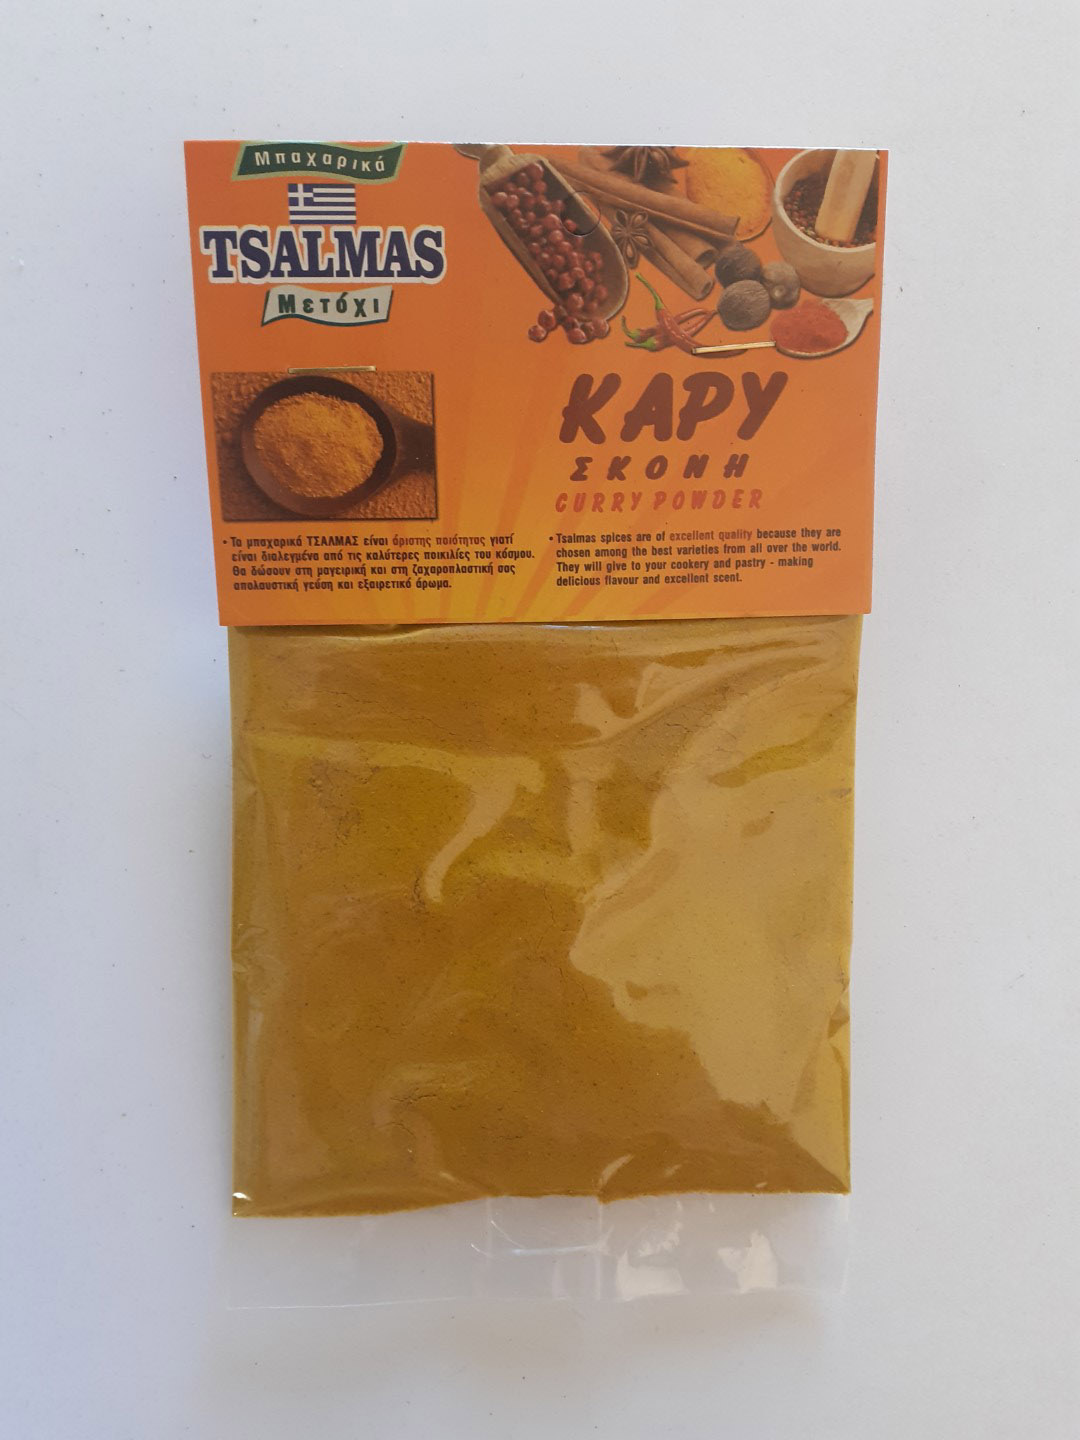 Μπαχαρικά
TSALMAS
Μετόχι
ΚΑΡΥ
ΣΚΟΝΗ
CURRY POWDER
• Τα μπαχαρικά ΤΣΑΛΜΑΣ είναι άριστης ποιότητας γιατί
είναι διαλεγμένα από τις καλύτερες ποικιλίες του κόσμου.
Θα δώσουν στη μαγειρική και στη ζαχαροπλαστική σας
απολαυστική γεύση και εξαιρετικό άρωμα.
• Tsalmas spices are of excellent quality because they are
chosen among the best varieties from all over the world.
They will give to your cookery and pastry - making
delicious flavour and excellent scent.